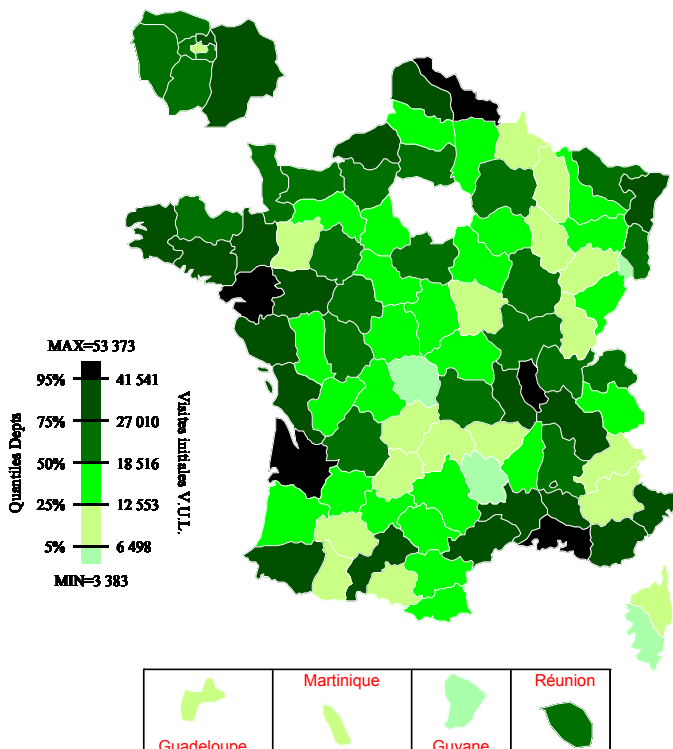 MAX=53 373
95% 41 541
75% 27 010
50% 18 516
25% 12 553
5% 6 498
MIN=3 383
Quantiles Depts
Visites initiales V.U.L.
Martinique
Réunion
Guadeloupe
Guyane